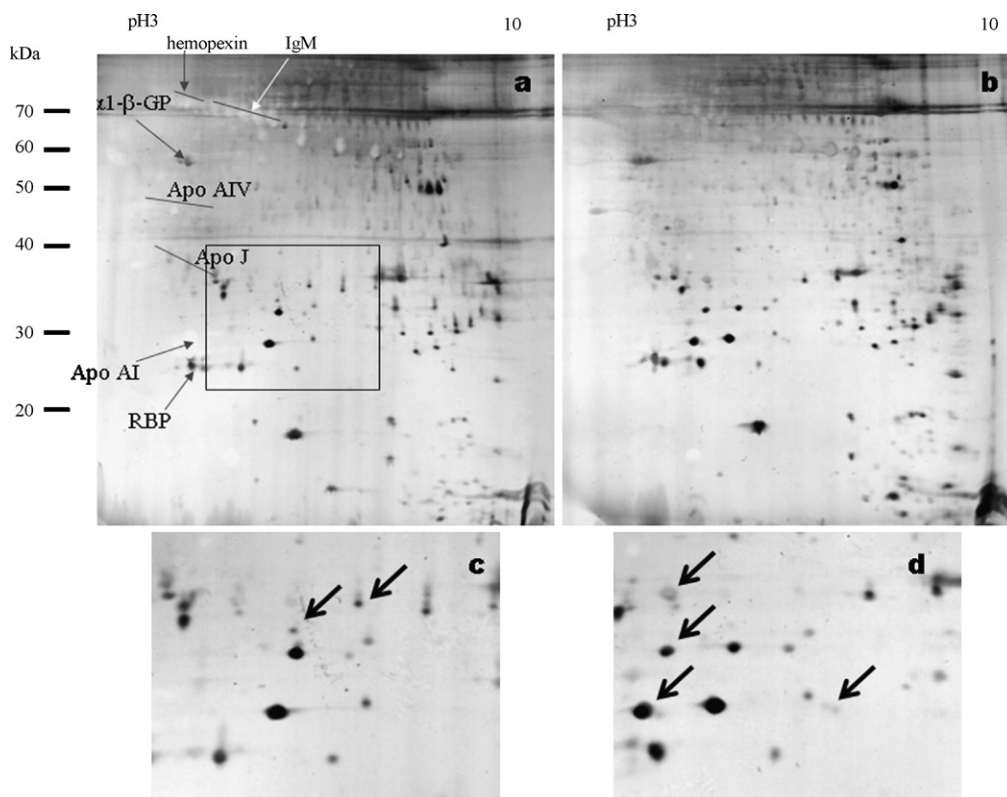 pH3 10 pH3 10
kDa
hemopexin IgM
a b
α1-β-GP
70
60
Apo AIV
50
40
Apo J
30
Apo AI
RBP
20
c d